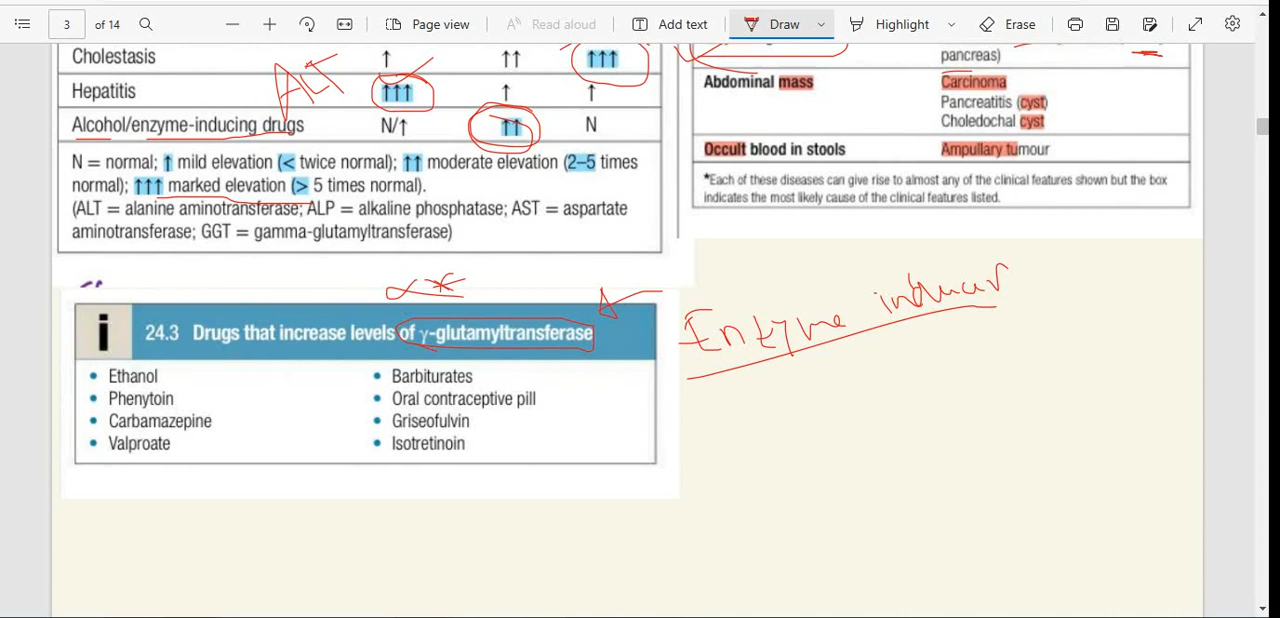 3 of 14
Page view
Read aloud
Add text
Draw
Highlight
Erase
Cholestasis ↑ ↑↑ ↑↑↑
ALT
Hepatitis ↑↑↑ ↑ ↑
Alcohol/enzyme-inducing drugs N/↑ ↑↑ N
N = normal; ↑ mild elevation (< twice normal); ↑↑ moderate elevation (2–5 times
normal); ↑↑↑ marked elevation (> 5 times normal).
(ALT = alanine aminotransferase; ALP = alkaline phosphatase; AST = aspartate
aminotransferase; GGT = gamma-glutamyltransferase)
pancreas)
Abdominal mass Carcinoma
Pancreatitis (cyst)
Choledochal cyst
Occult blood in stools Ampullary tumour
*Each of these diseases can give rise to almost any of the clinical features shown but the box
indicates the most likely cause of the clinical features listed.
i 24.3 Drugs that increase levels of γ-glutamyltransferase
• Ethanol
• Phenytoin
• Carbamazepine
• Valproate
• Barbiturates
• Oral contraceptive pill
• Griseofulvin
• Isotretinoin
Enzyme inducer